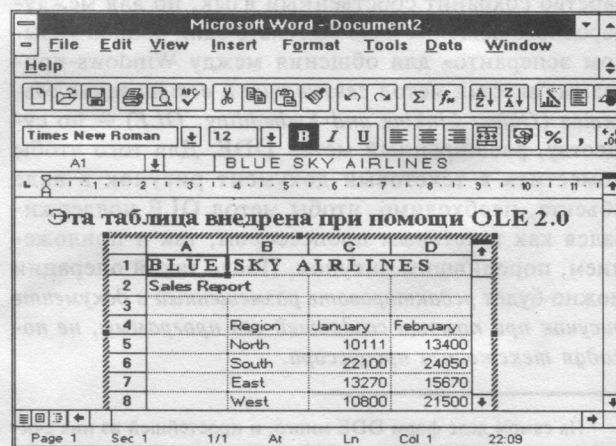 Microsoft Word - Document2
File Edit View Insert Format Tools Data Window
Help
Times New Roman 12 B I U % ,
A1 BLUE SKY AIRLINES
Эта таблица внедрена при помощи OLE 2.0
A B C D
BLUE SKY AIRLINES
2 Sales Report
3
4 Region January February
5 North 10111 13400
6 South 22100 24050
7 East 13270 15670
8 West 10800 21500
Page 1 Sec 1 1/1 At Ln Col 1 22:09